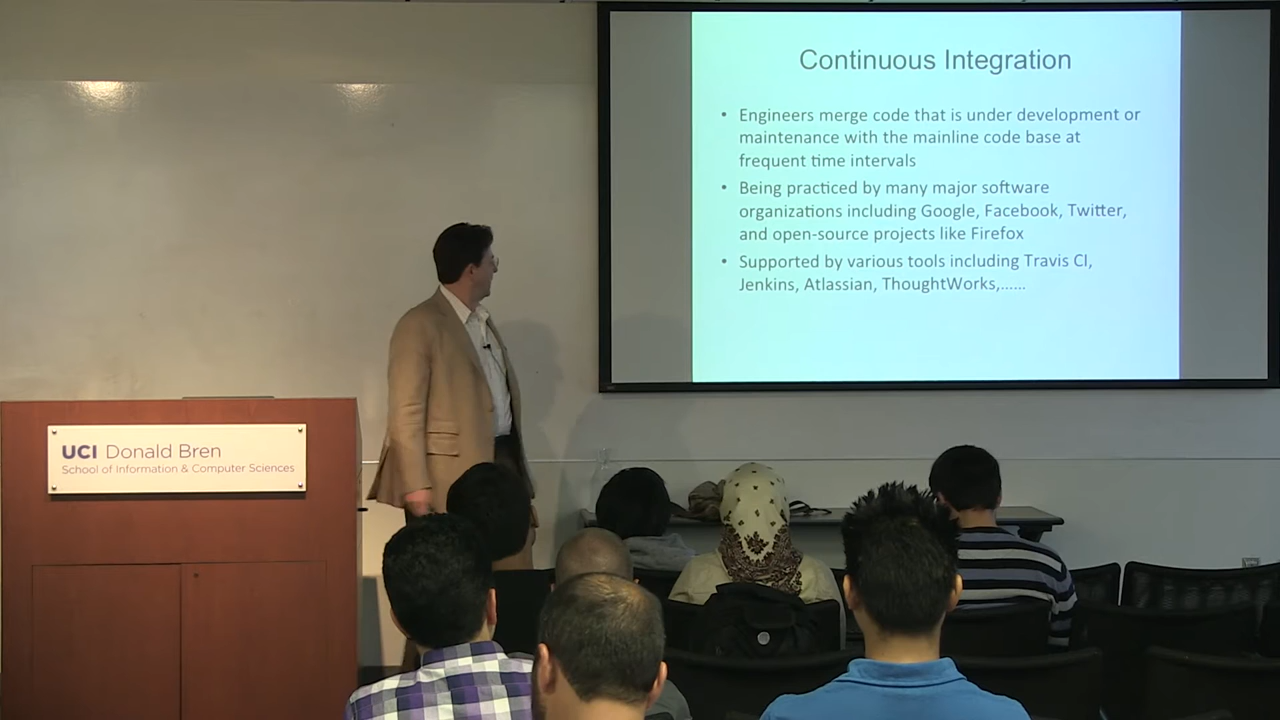 Continuous Integration
• Engineers merge code that is under development or
maintenance with the mainline code base at
frequent time intervals
• Being practiced by many major software
organizations including Google, Facebook, Twitter,
and open-source projects like Firefox
• Supported by various tools including Travis CI,
Jenkins, Atlassian, ThoughtWorks,......
UCI Donald Bren
School of Information & Computer Sciences